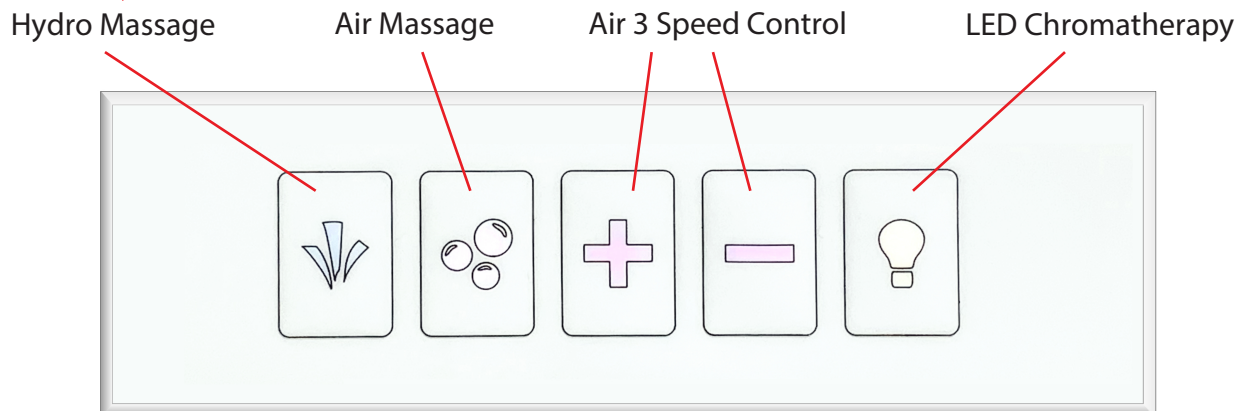 Hydro Massage
Air Massage
Air 3 Speed Control
LED Chromatherapy